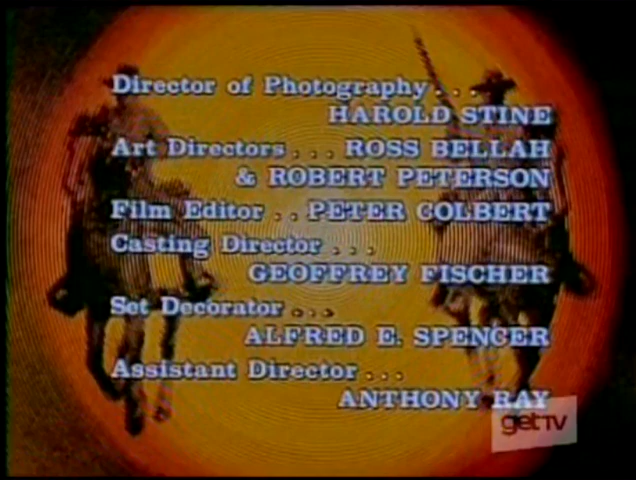 Director of Photography . . .
HAROLD STINE
Art Directors . . . ROSS BELLAH
& ROBERT PETERSON
Film Editor . . PETER COLBERT
Casting Director . . .
GEOFFREY FISCHER
Set Decorator . . .
ALFRED E. SPENCER
Assistant Director . . .
ANTHONY RAY
getTV